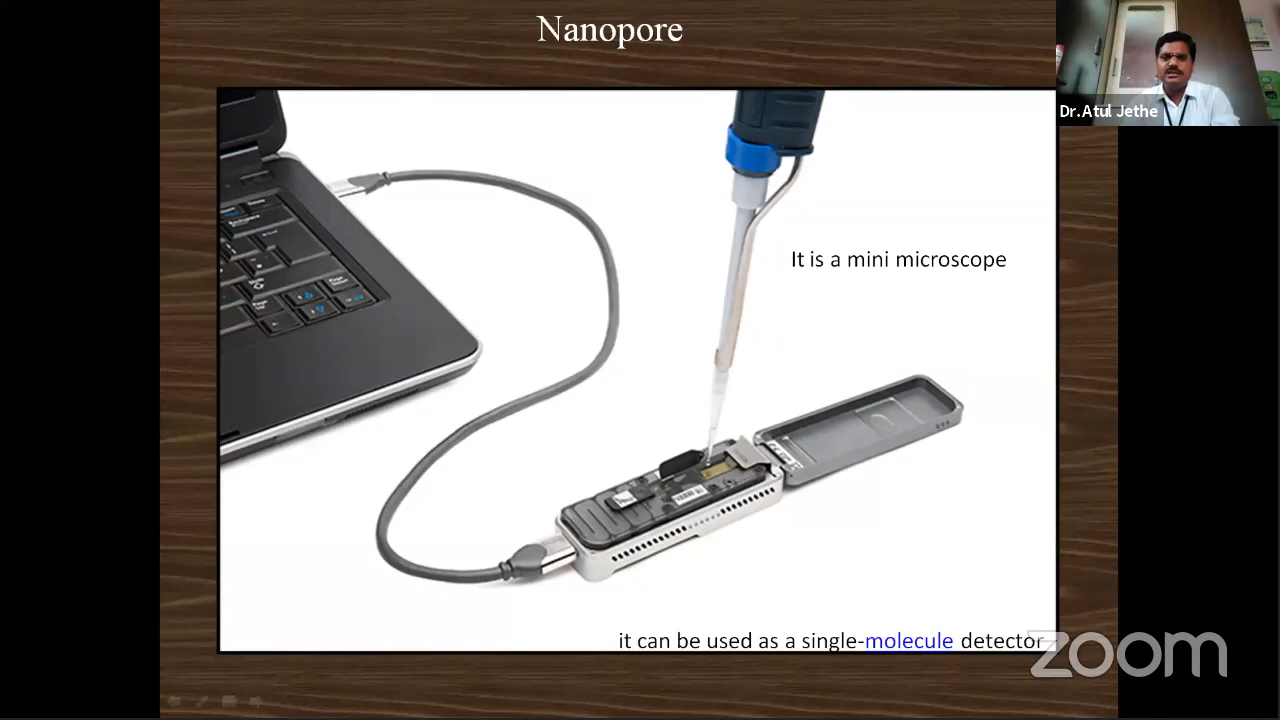 Nanopore
Dr.Atul Jethe
It is a mini microscope
it can be used as a single-molecule detector
zoom